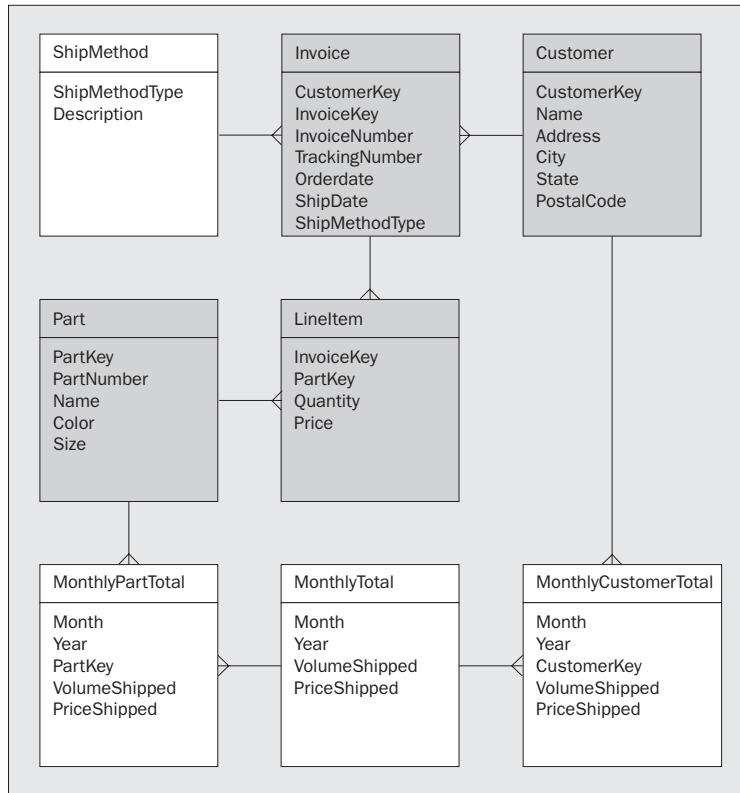 ShipMethod
ShipMethodType
Description
Invoice
CustomerKey
InvoiceKey
InvoiceNumber
TrackingNumber
Orderdate
ShipDate
ShipMethodType
Customer
CustomerKey
Name
Address
City
State
PostalCode
Part
PartKey
PartNumber
Name
Color
Size
LineItem
InvoiceKey
PartKey
Quantity
Price
MonthlyPartTotal
Month
Year
PartKey
VolumeShipped
PriceShipped
MonthlyTotal
Month
Year
VolumeShipped
PriceShipped
MonthlyCustomerTotal
Month
Year
CustomerKey
VolumeShipped
PriceShipped